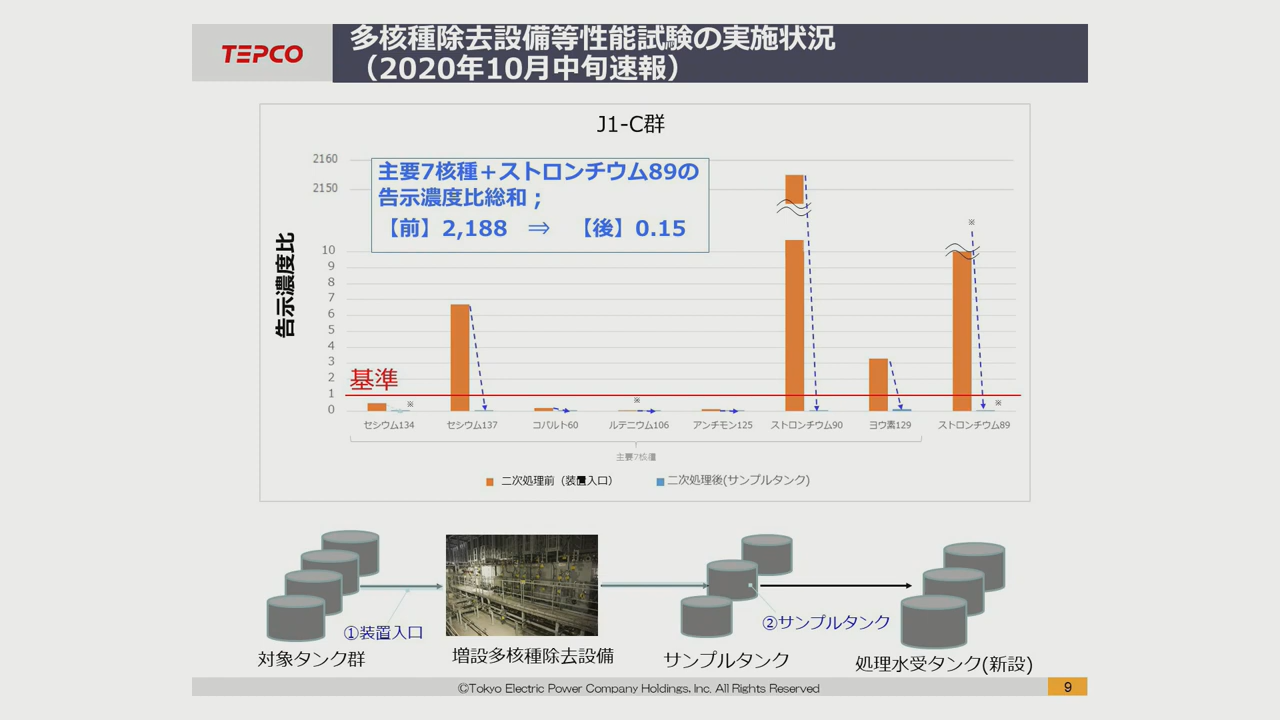 TEPCO
多核種除去設備等性能試験の実施状況
（2020年10月中旬速報）
J1-C群
主要7核種＋ストロンチウム89の
告示濃度比総和；
【前】2,188 ⇒ 【後】0.15
告示濃度比
2160
2150
10
9
8
7
6
5
4
3
2
1
0
基準
※
※
※
※
セシウム134
セシウム137
コバルト60
ルテニウム106
アンチモン125
ストロンチウム90
ヨウ素129
ストロンチウム89
主要7核種
二次処理前（装置入口）
二次処理後(サンプルタンク)
①装置入口
②サンプルタンク
対象タンク群
増設多核種除去設備
サンプルタンク
処理水受タンク(新設)
©Tokyo Electric Power Company Holdings, Inc. All Rights Reserved
9